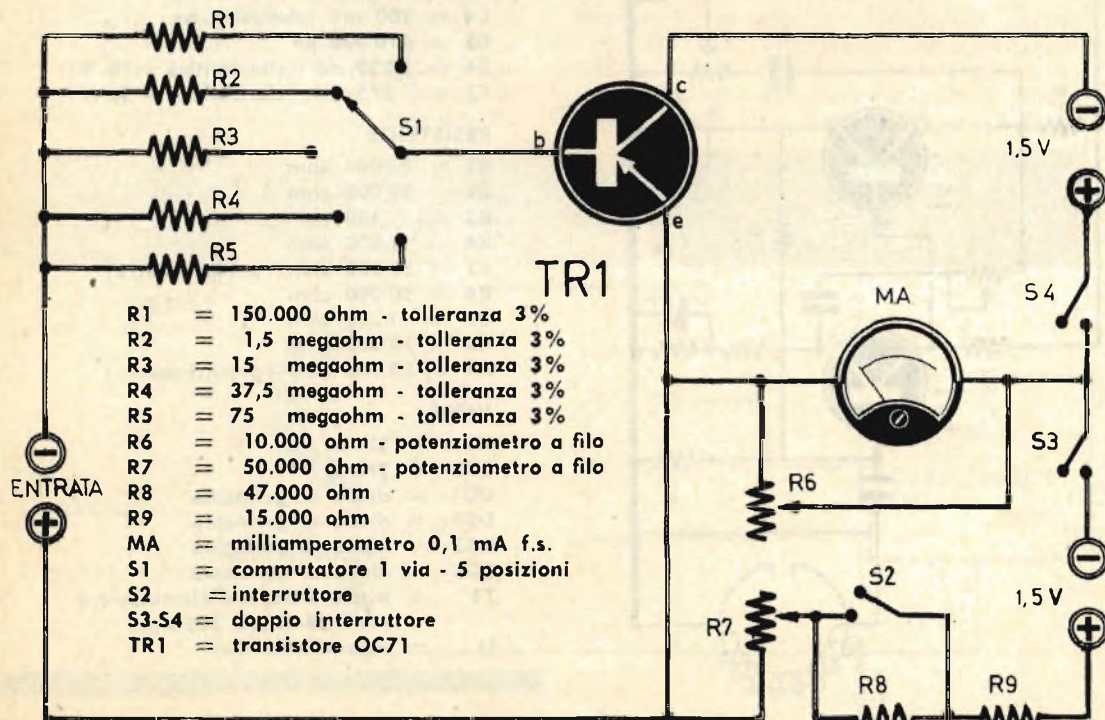 R1
R2
R3
R4
R5
S1
b
c
e
TR1
1,5 V
S4
MA
S3
R6
1,5 V
S2
R7
R8
R9
ENTRATA
R1 = 150.000 ohm - tolleranza 3%
R2 = 1,5 megaohm - tolleranza 3%
R3 = 15 megaohm - tolleranza 3%
R4 = 37,5 megaohm - tolleranza 3%
R5 = 75 megaohm - tolleranza 3%
R6 = 10.000 ohm - potenziometro a filo
R7 = 50.000 ohm - potenziometro a filo
R8 = 47.000 ohm
R9 = 15.000 ohm
MA = milliamperometro 0,1 mA f.s.
S1 = commutatore 1 via - 5 posizioni
S2 = interruttore
S3-S4 = doppio interruttore
TR1 = transistore OC71